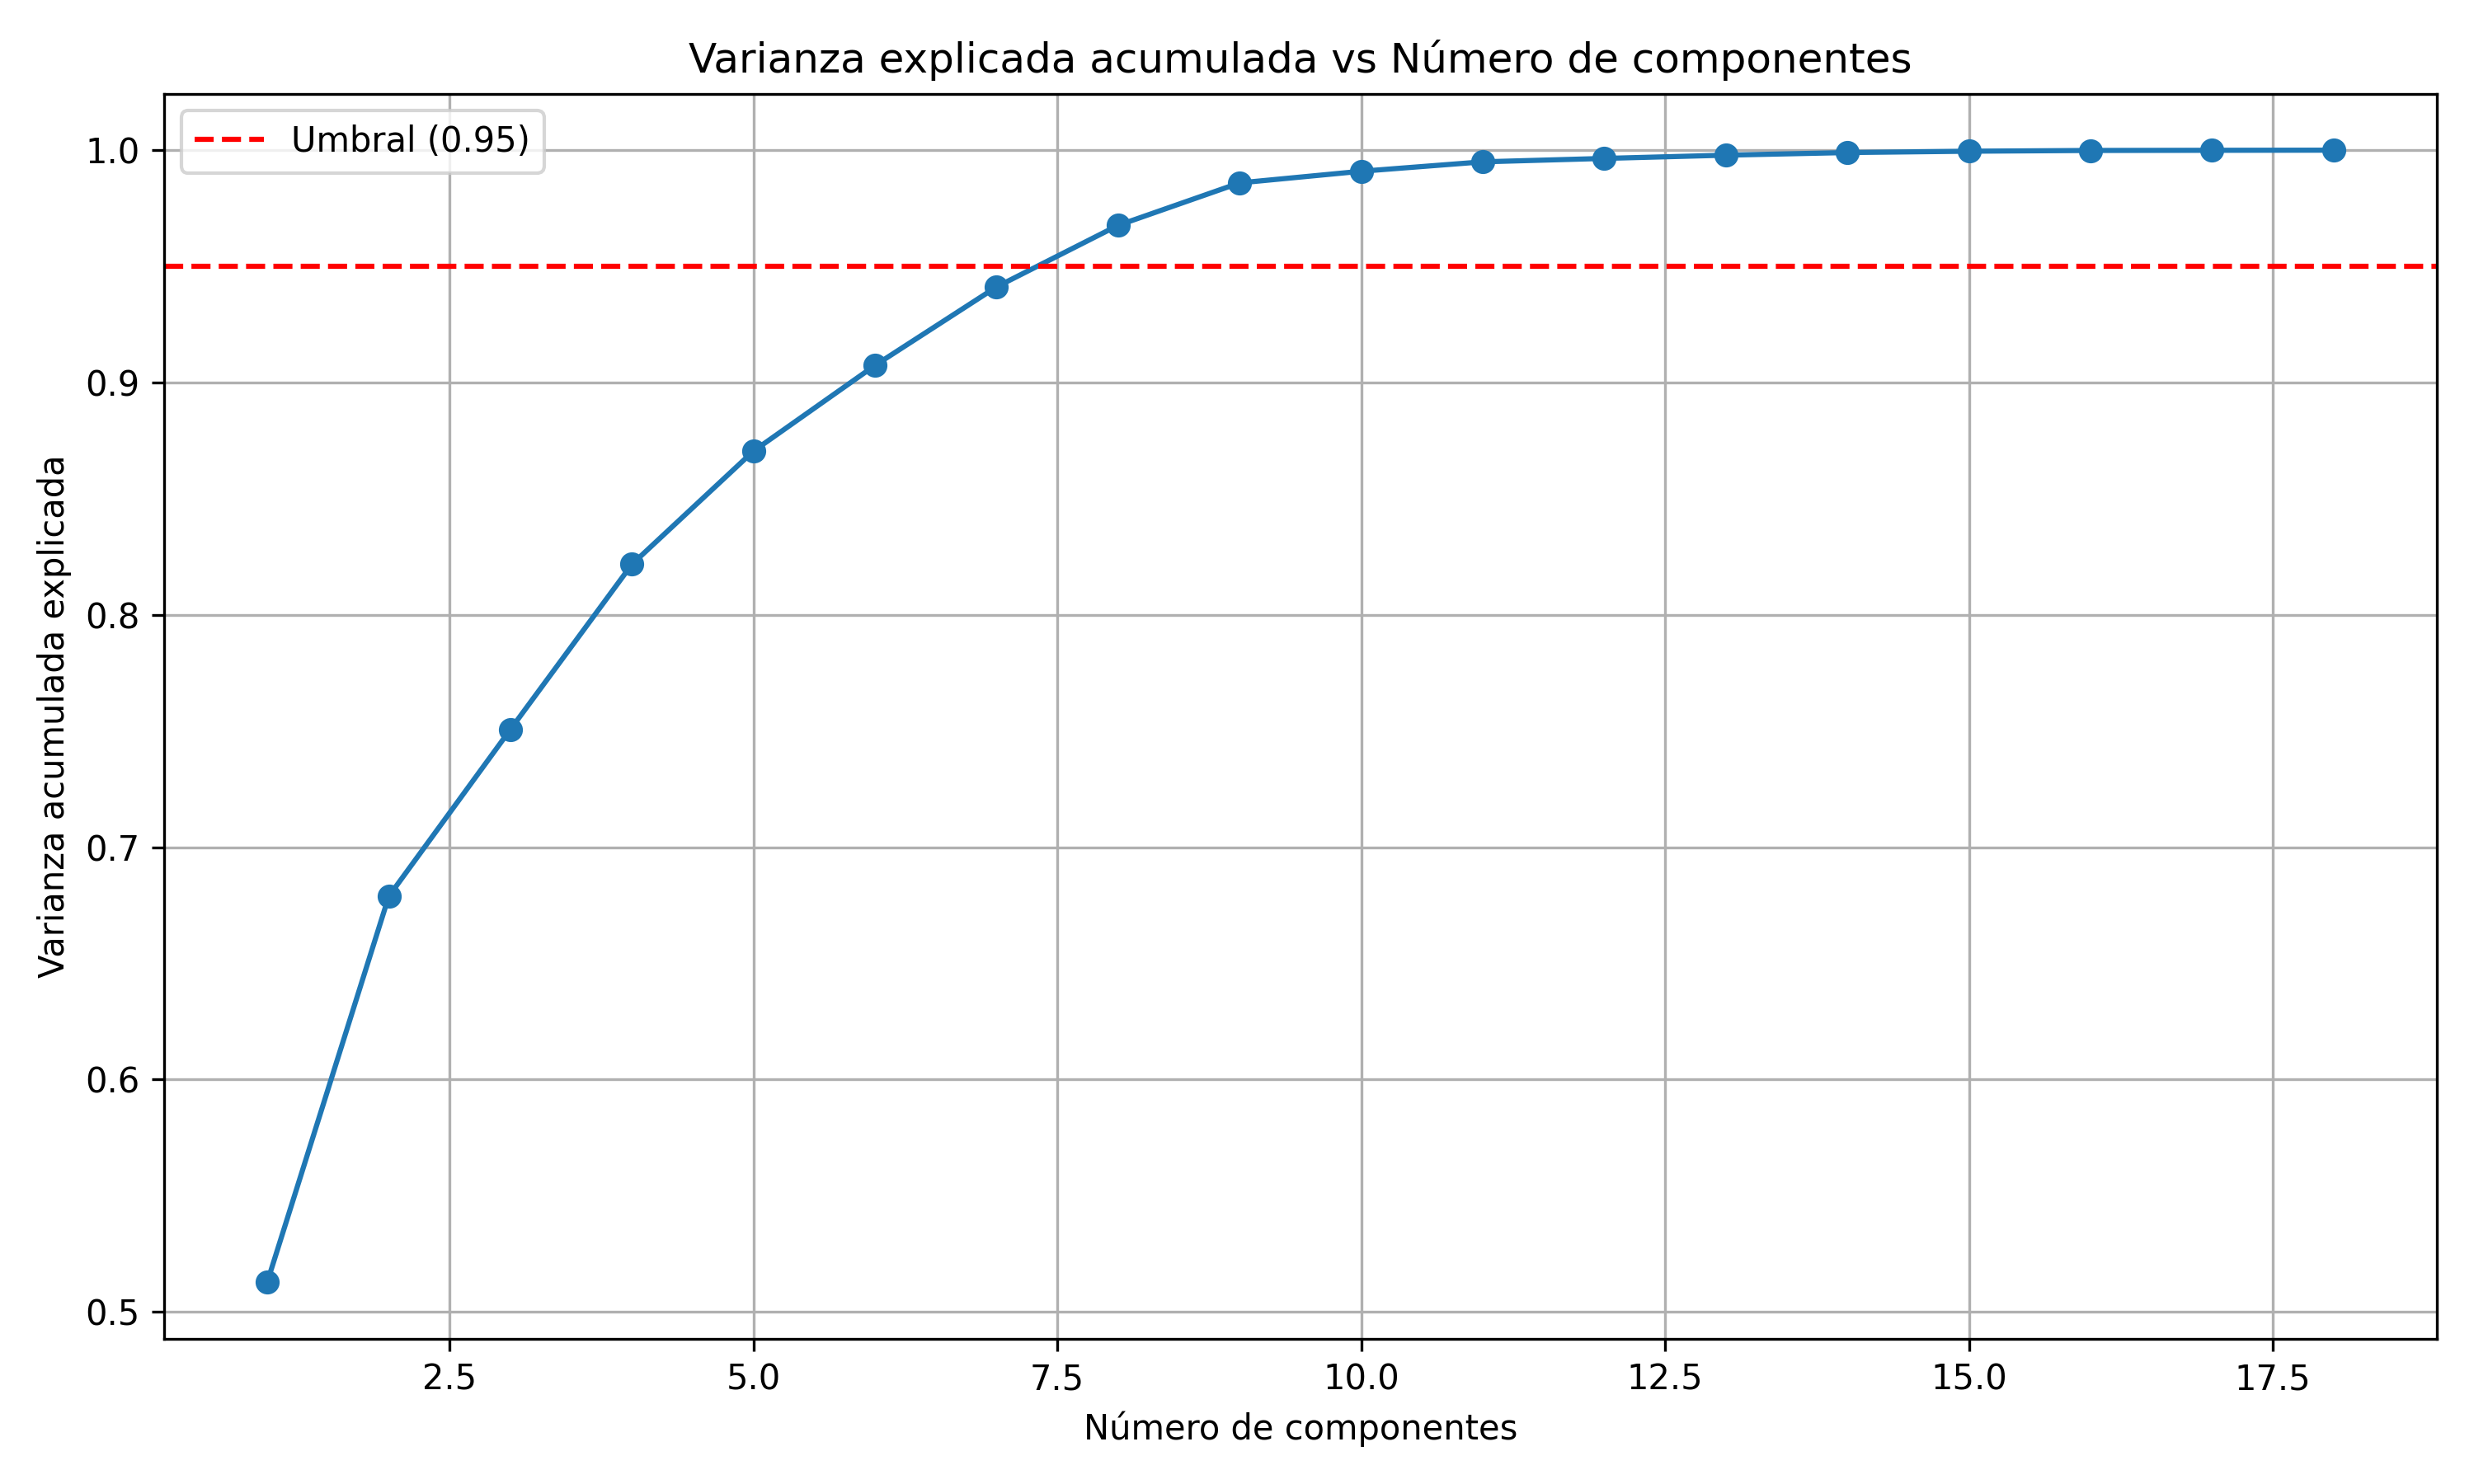 Varianza explicada acumulada vs Número de componentes
Umbral (0.95)
1.0
0.9
0.8
0.7
0.6
0.5
Varianza acumulada explicada
2.5 5.0 7.5 10.0 12.5 15.0 17.5
Número de componentes